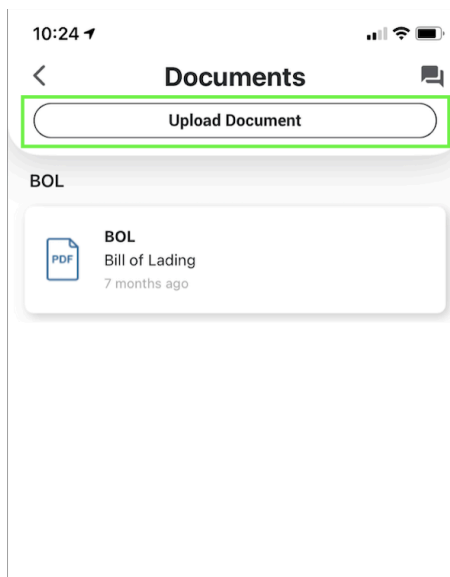 10:24
Documents
Upload Document
BOL
PDF
BOL
Bill of Lading
7 months ago